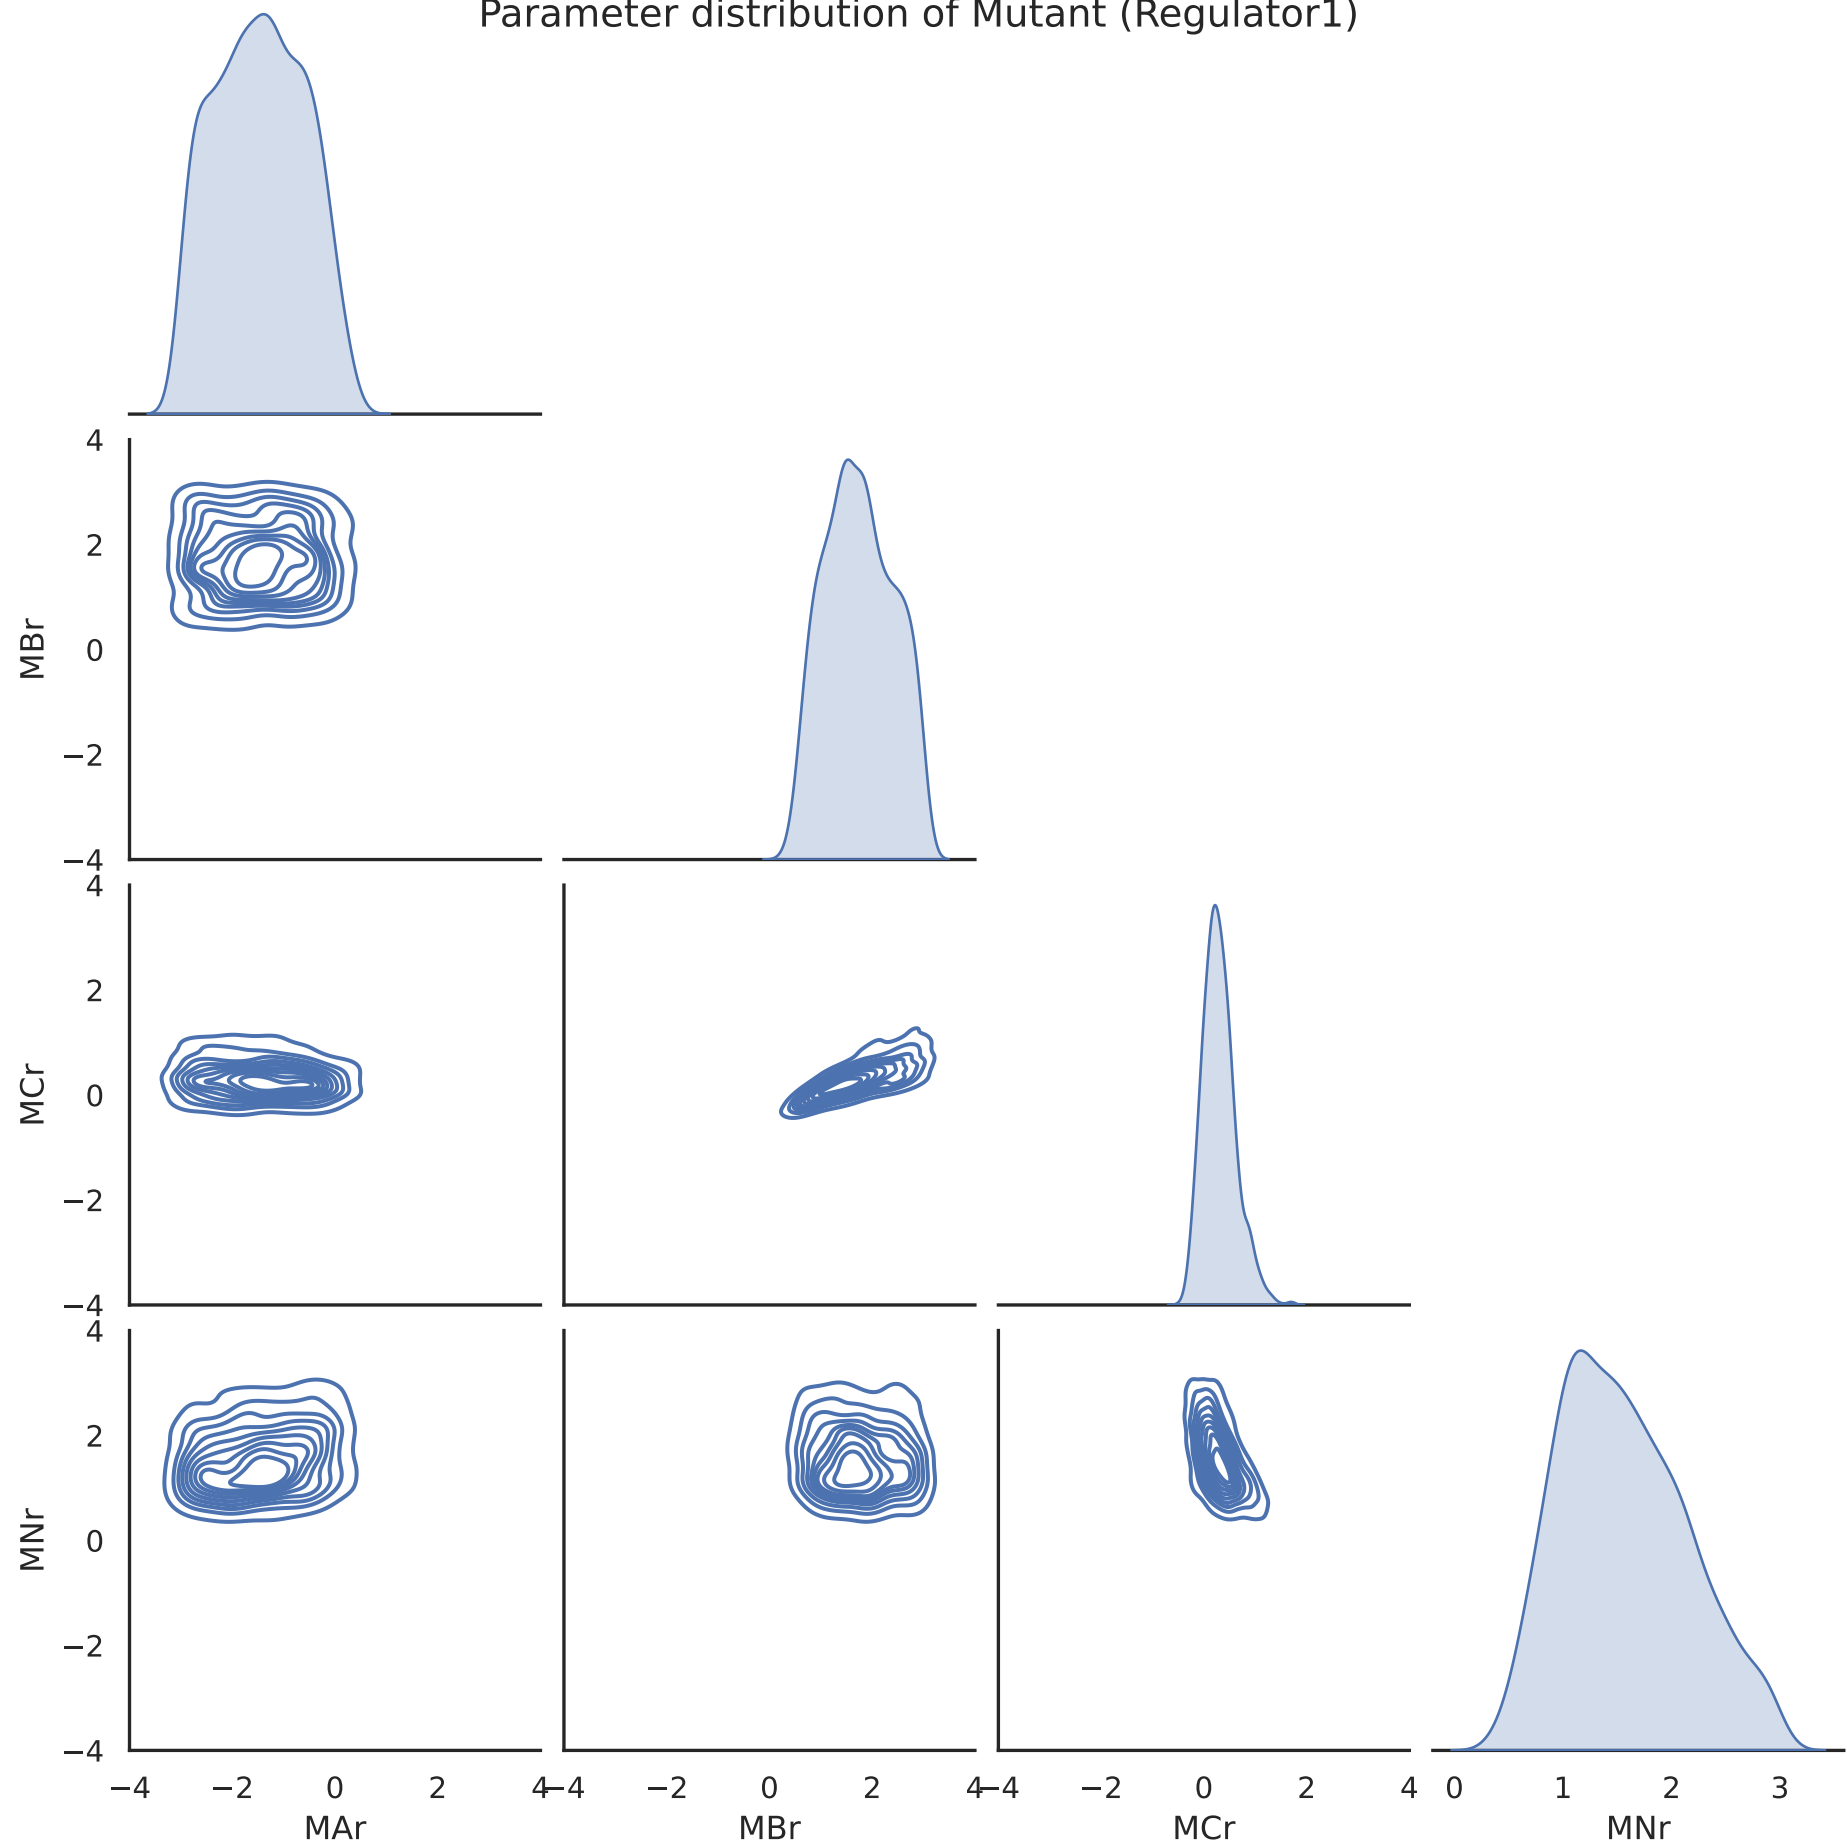 Parameter distribution of Mutant (Regulator1)
4
2
0
−2
−4
MBr
4
2
0
−2
−4
MCr
4
2
0
−2
−4
MNr
−4 −2 0 2 4
−4 −2 0 2 4
−4 −2 0 2 4
0 1 2 3
MAr MBr MCr MNr